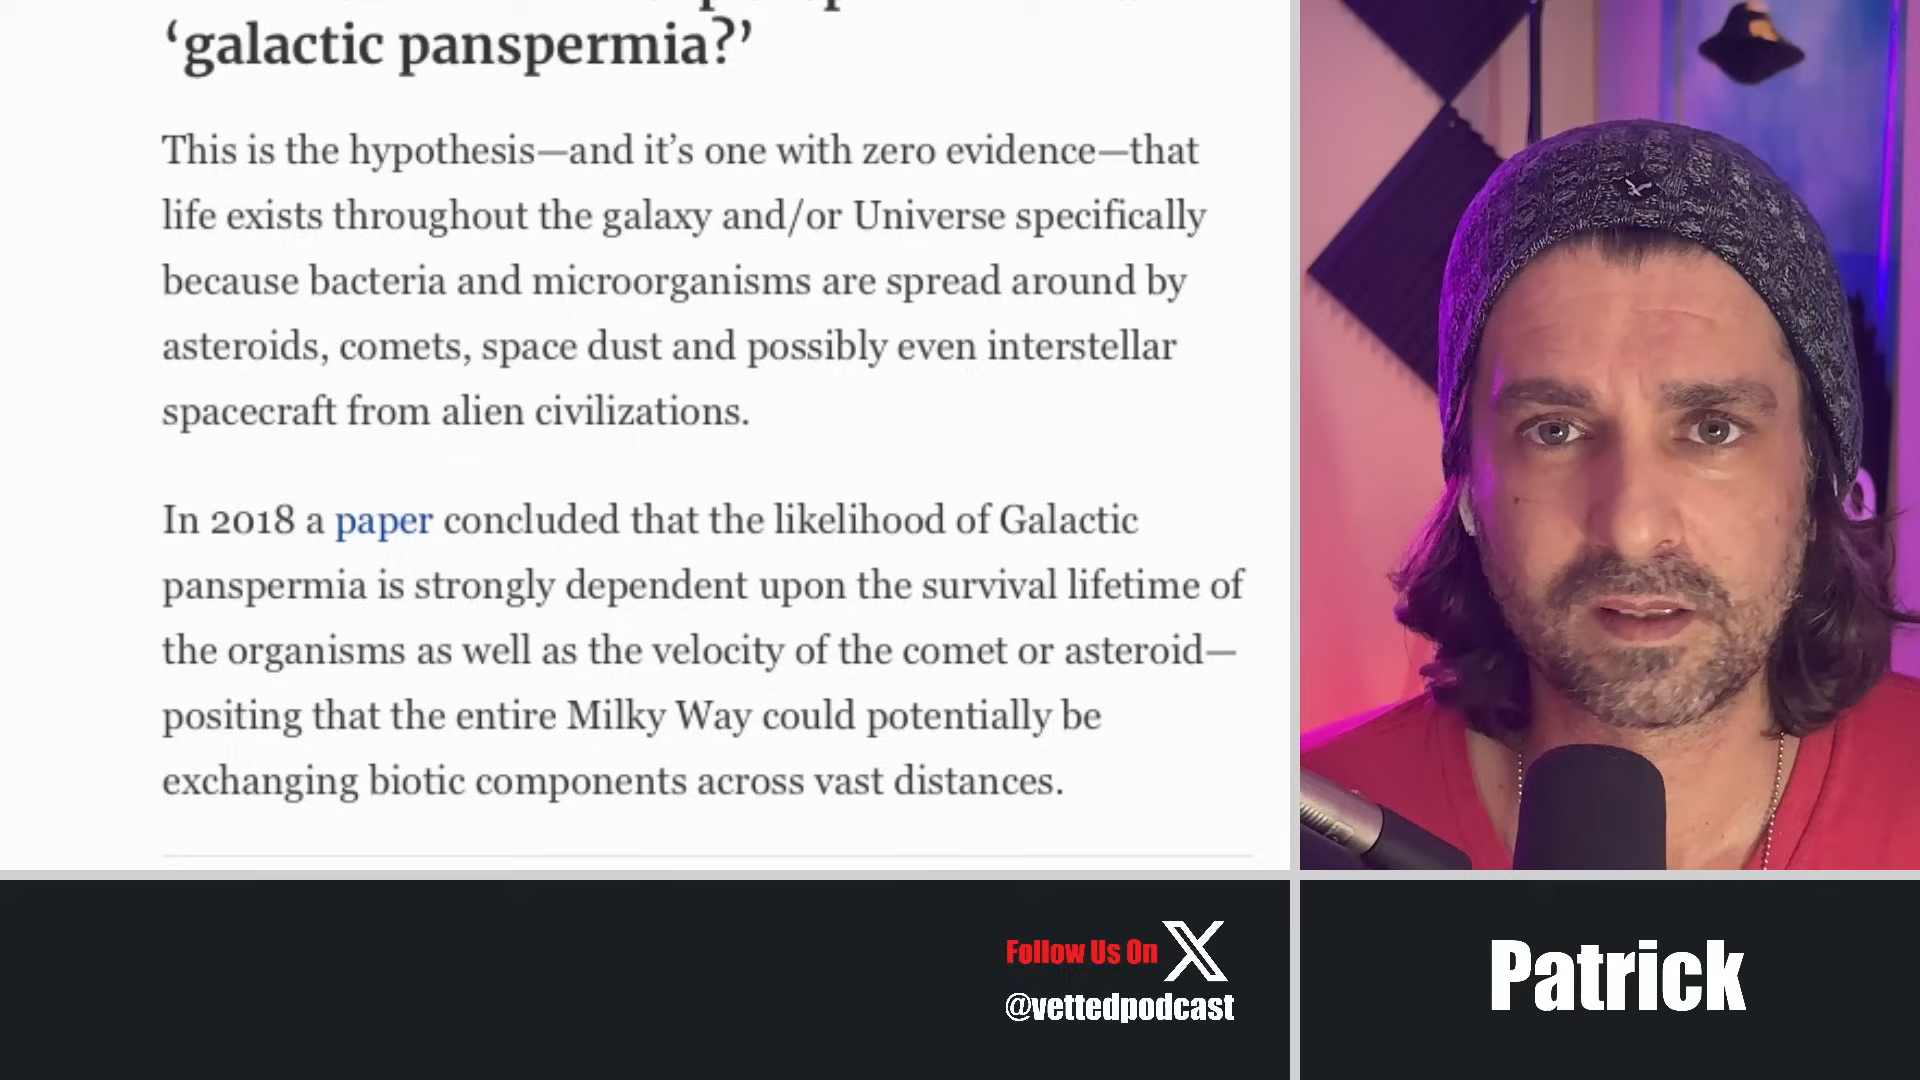 ‘galactic panspermia?’
This is the hypothesis—and it’s one with zero evidence—that
life exists throughout the galaxy and/or Universe specifically
because bacteria and microorganisms are spread around by
asteroids, comets, space dust and possibly even interstellar
spacecraft from alien civilizations.
In 2018 a paper concluded that the likelihood of Galactic
panspermia is strongly dependent upon the survival lifetime of
the organisms as well as the velocity of the comet or asteroid—
positing that the entire Milky Way could potentially be
exchanging biotic components across vast distances.
Follow Us On X
@vettedpodcast
Patrick